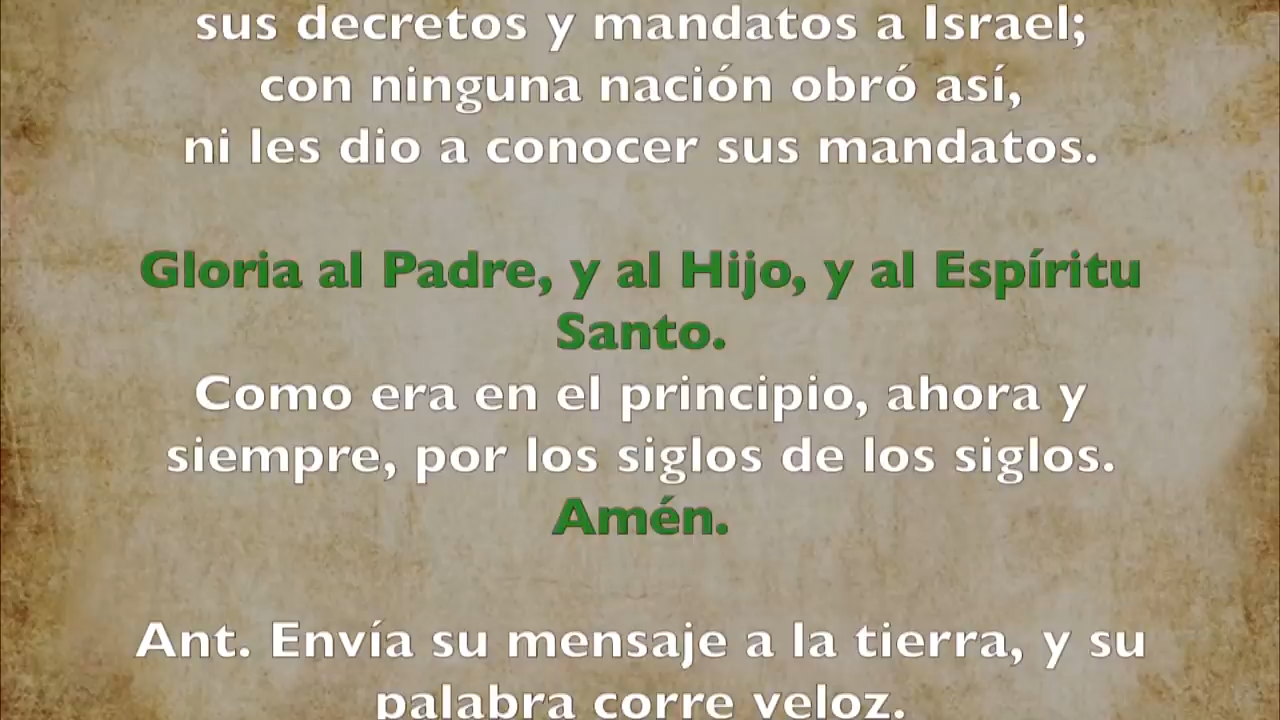 sus decretos y mandatos a Israel;
con ninguna nación obró así,
ni les dio a conocer sus mandatos.
Gloria al Padre, y al Hijo, y al Espíritu
Santo.
Como era en el principio, ahora y
siempre, por los siglos de los siglos.
Amén.
Ant. Envía su mensaje a la tierra, y su
palabra corre veloz.